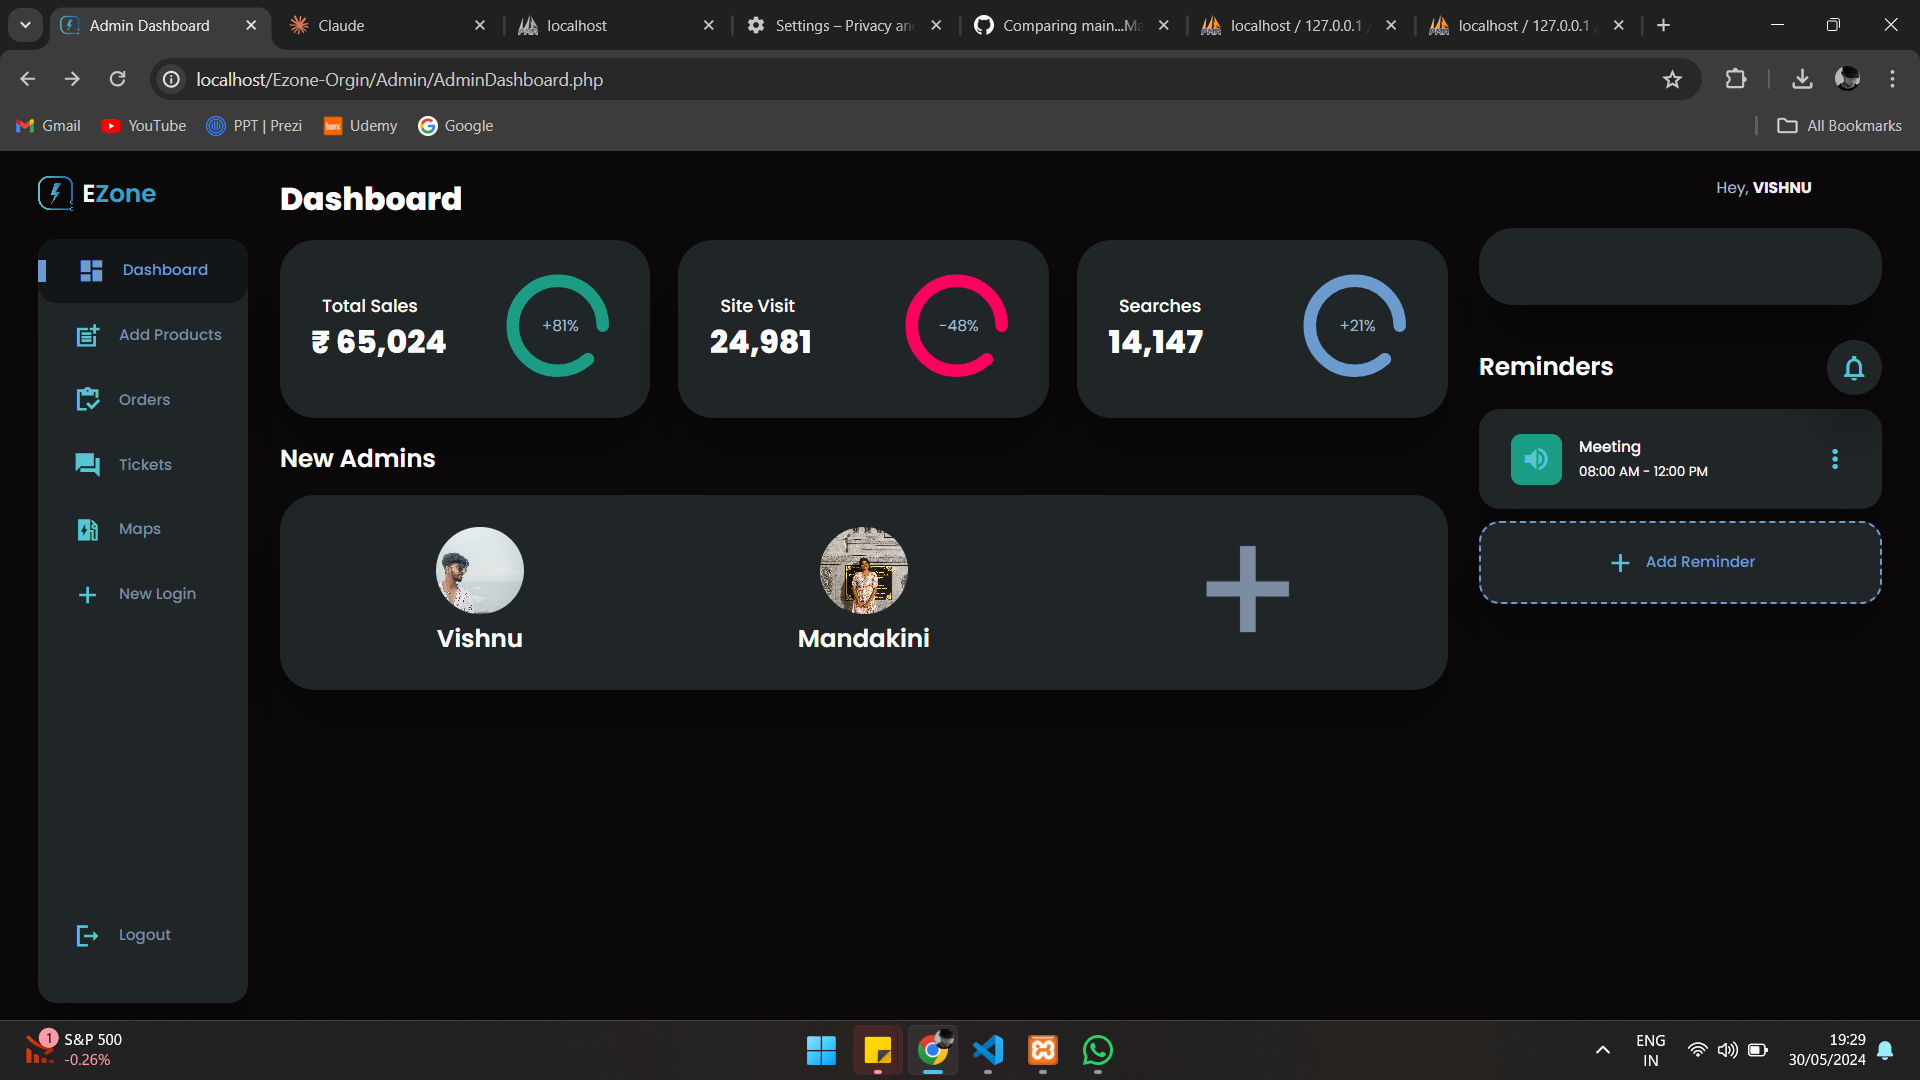 Admin Dashboard
Claude
localhost
Settings – Privacy an
Comparing main...Ma
localhost / 127.0.0.1 /
localhost / 127.0.0.1 /
localhost/Ezone-Orgin/Admin/AdminDashboard.php
Gmail
YouTube
PPT | Prezi
Udemy
Google
All Bookmarks
EZone
Dashboard
Hey, VISHNU
Dashboard
Add Products
Orders
Tickets
Maps
New Login
Logout
Total Sales
₹ 65,024
+81%
Site Visit
24,981
-48%
Searches
14,147
+21%
New Admins
Vishnu
Mandakini
Reminders
Meeting
08:00 AM - 12:00 PM
Add Reminder
1
S&P 500
-0.26%
ENG
IN
19:29
30/05/2024